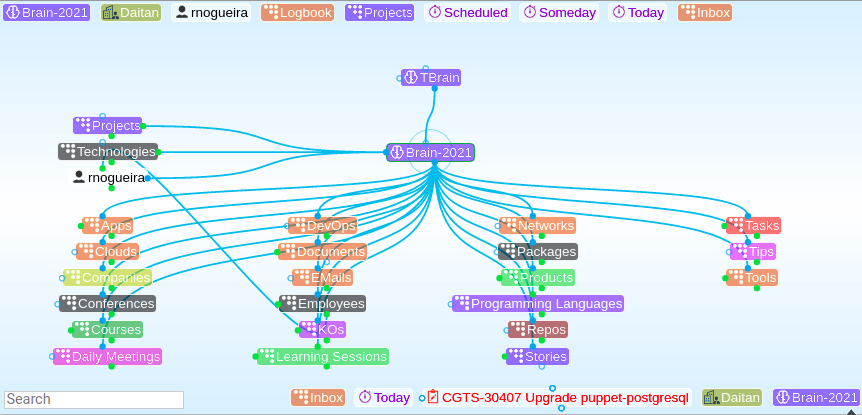 Brain-2021 Daitan rnogueira Logbook Projects Scheduled Someday Today Inbox
TBrain
Projects
Technologies Brain-2021
rnogueira
Apps DevOps Networks Tasks
Clouds Documents Packages Tips
Companies EMails Products Tools
Conferences Employees Programming Languages
Courses KOs Repos
Daily Meetings Learning Sessions Stories
Search Inbox Today CGTS-30407 Upgrade puppet-postgresql Daitan Brain-2021